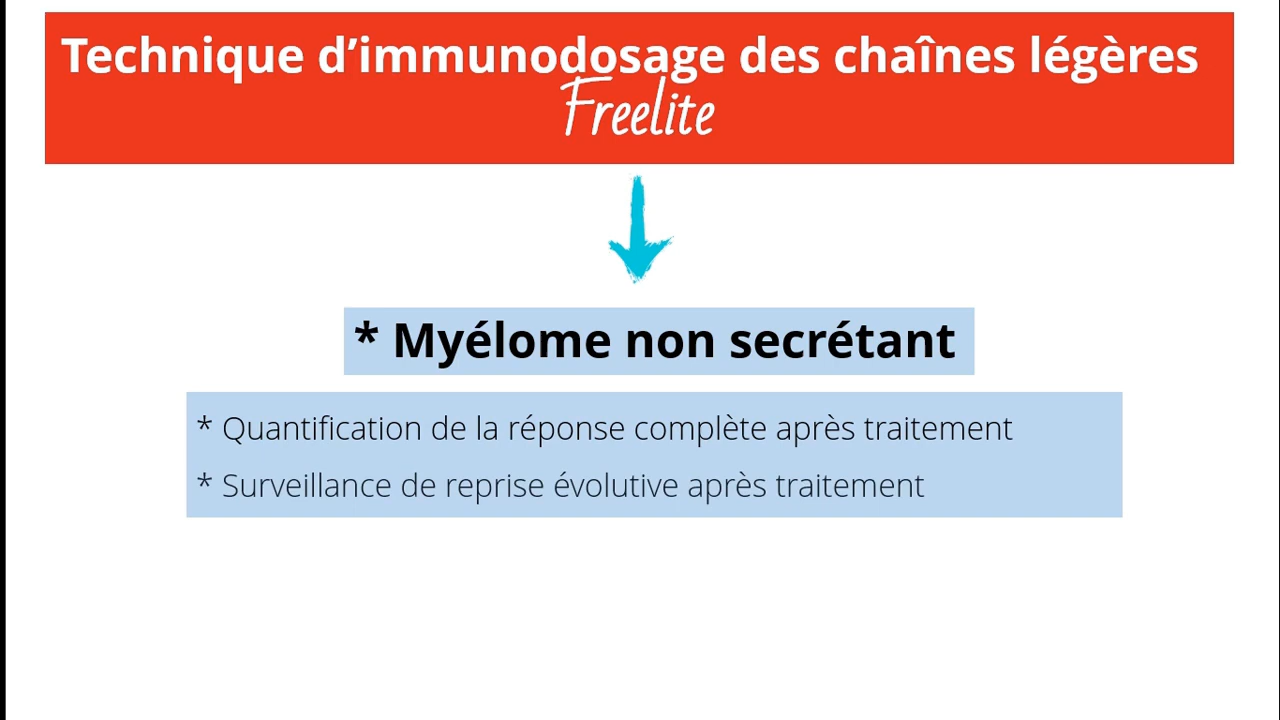 Technique d’immunodosage des chaînes légères
Freelite
* Myélome non secrétant
* Quantification de la réponse complète après traitement
* Surveillance de reprise évolutive après traitement